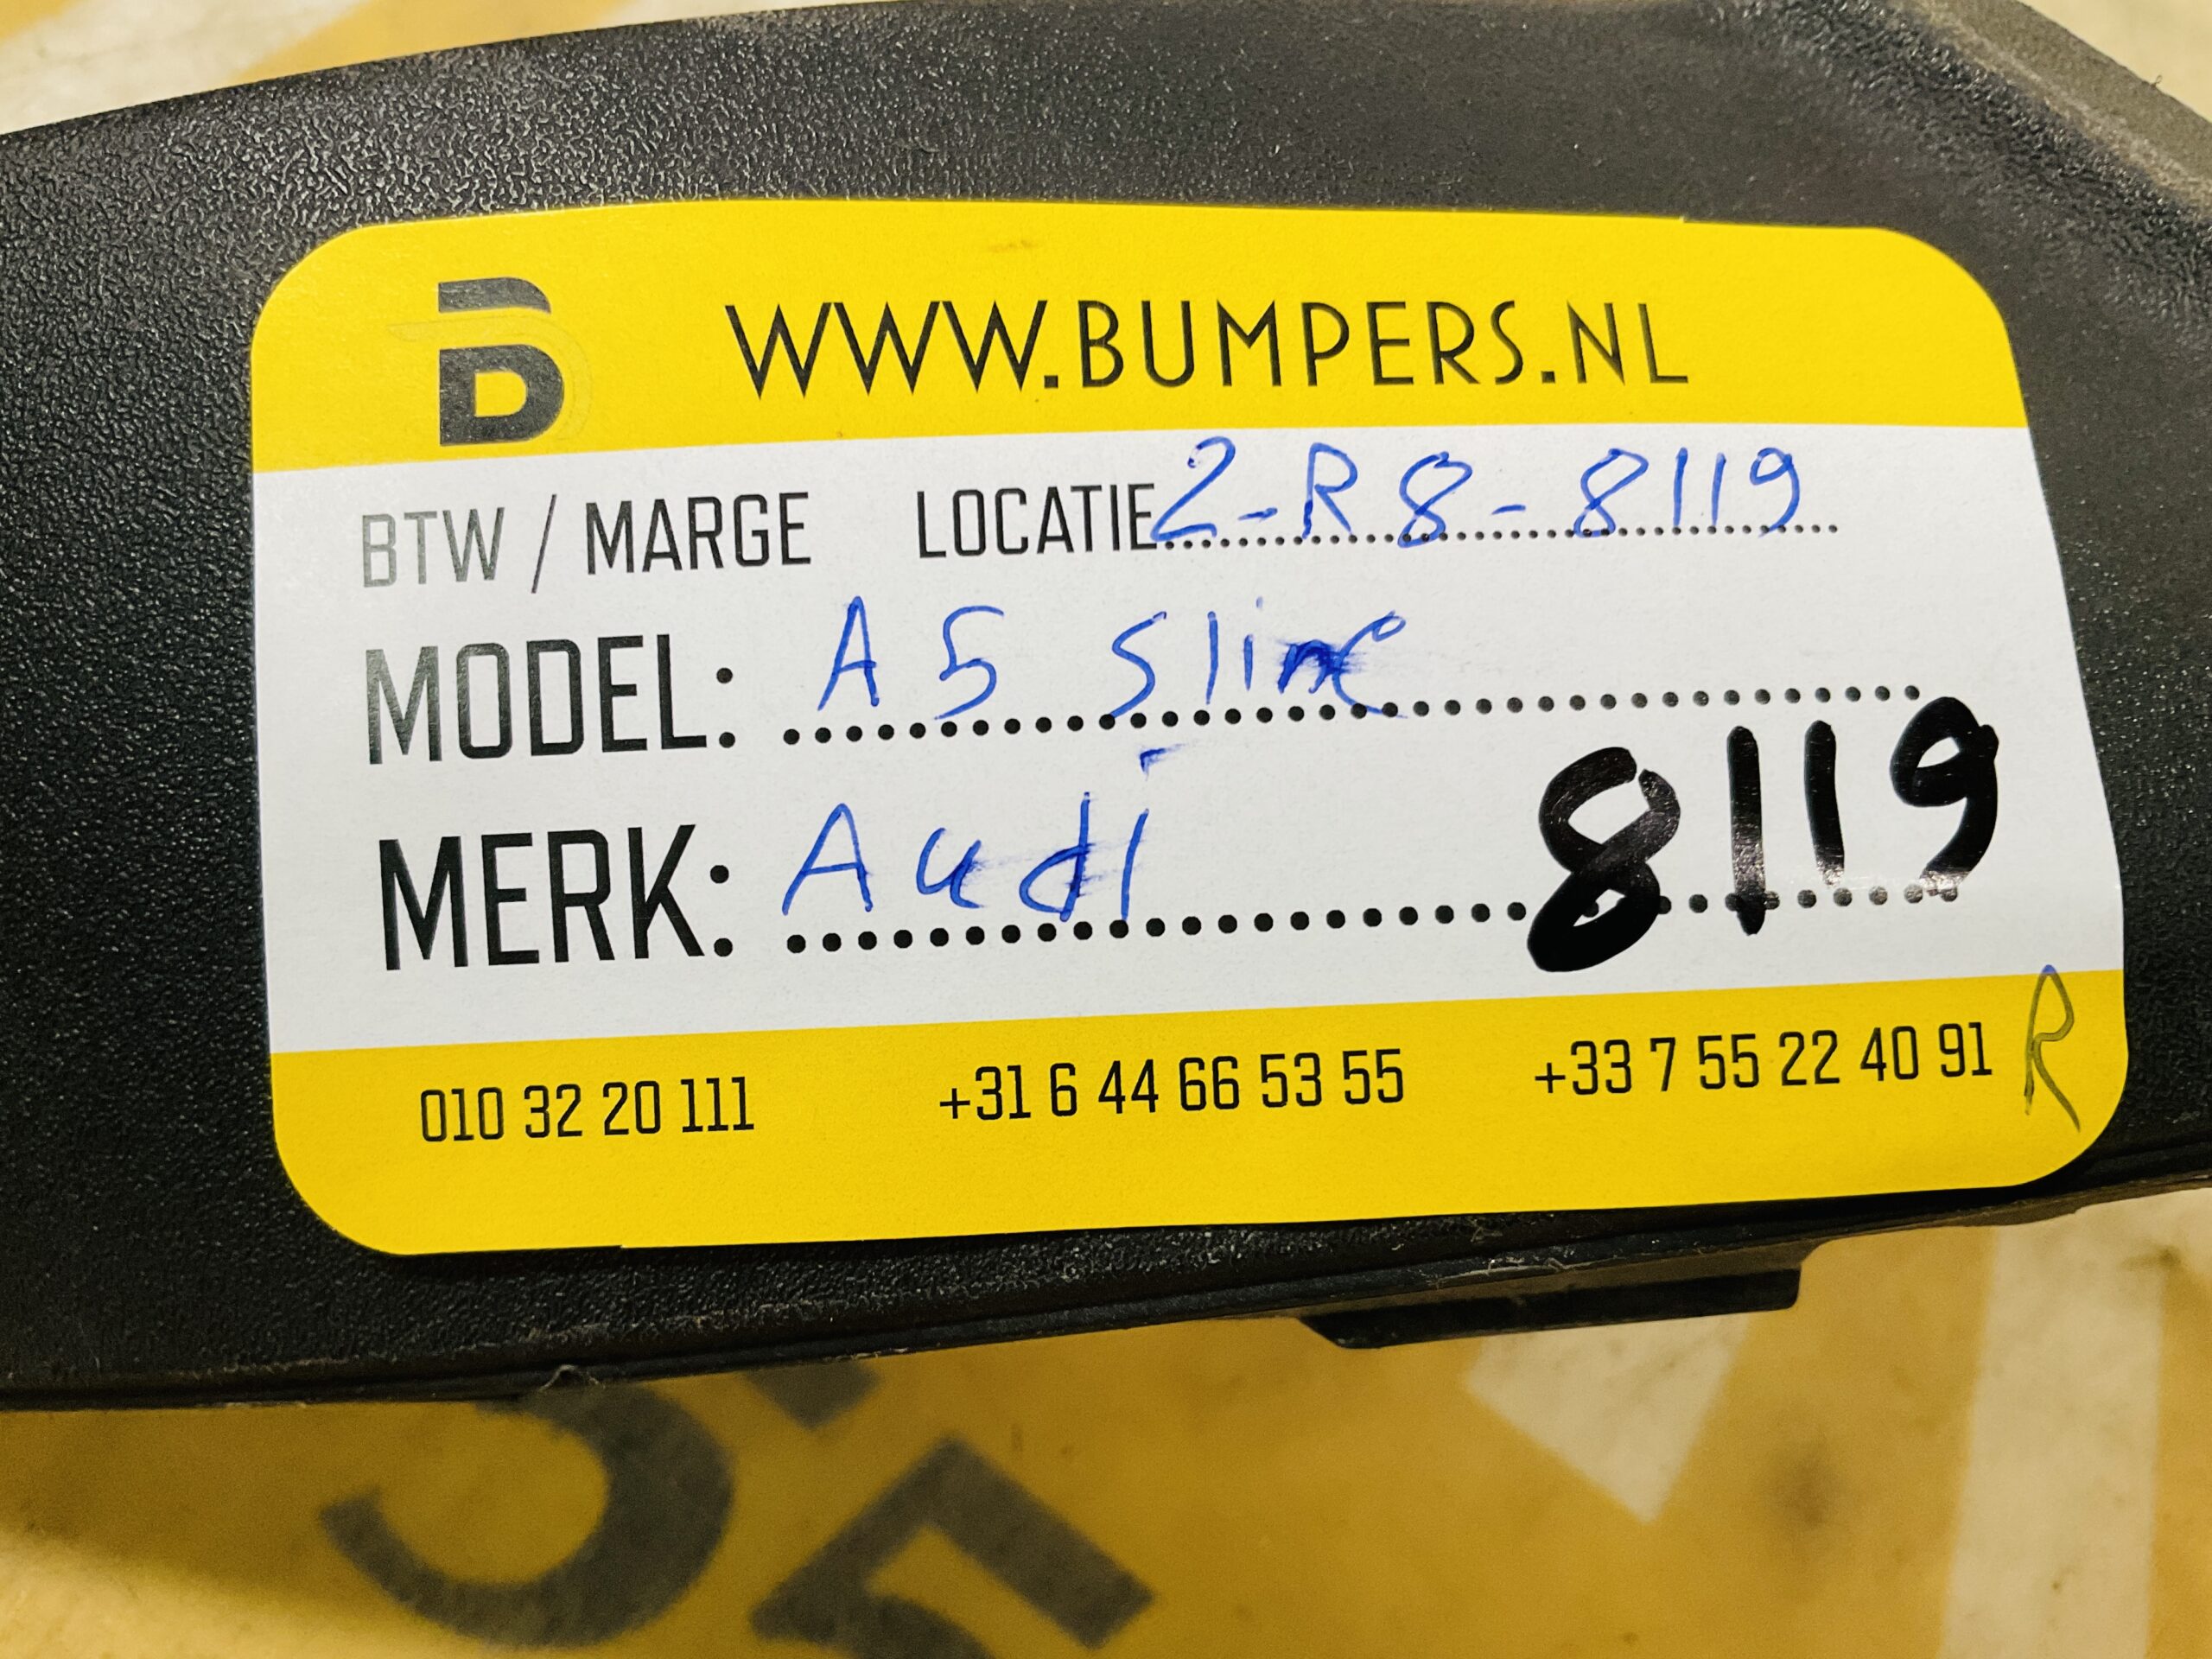 B WWW.BUMPERS.NL
BTW / MARGE LOCATIE 2-R8-8119
MODEL: A5 Sline
MERK: Audi 8119
010 32 20 111 +31 6 44 66 53 55 +33 7 55 22 40 91 R